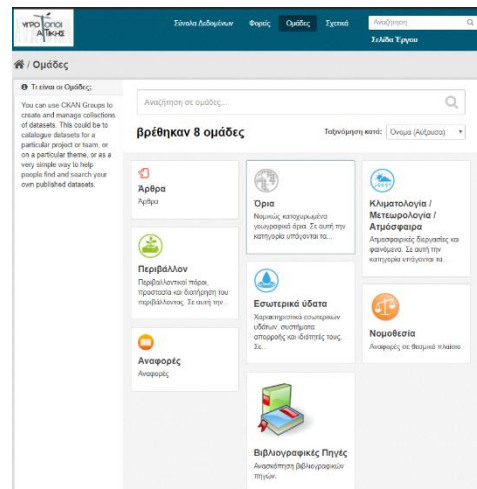 ΥΓΡΟΤΟΠΟΙ
ΑΤΤΙΚΗΣ
Σύνολα Δεδομένων Φορείς Ομάδες Σχετικά
Αναζήτηση
Σελίδα Έργου
/ Ομάδες
Τι είναι οι Ομάδες;
You can use CKAN Groups to
create and manage collections
of datasets. This could be to
catalogue datasets for a
particular project or team, or
on a particular theme, or as a
very simple way to help
people find and search your
own published datasets.
Αναζήτηση σε ομάδες...
βρέθηκαν 8 ομάδες
Ταξινόμηση κατά: Όνομα (Αύξουσα)
Άρθρα
Άρθρα
Όρια
Νομικώς κατοχυρωμένα
γεωγραφικά όρια. Σε αυτή την
κατηγορία υπάγονται τα...
Κλιματολογία /
Μετεωρολογία /
Ατμόσφαιρα
Ατμοσφαιρικές διεργασίες και
φαινόμενα. Σε αυτή την
κατηγορία υπάγονται τα...
Περιβάλλον
Περιβαλλοντικοί πόροι,
προστασία και διατήρηση του
περιβάλλοντος. Σε αυτή την...
Εσωτερικά ύδατα
Χαρακτηριστικά εσωτερικών
υδάτων, συστήματα
απορροής και ιδιότητές τους.
Σε...
Νομοθεσία
Αναφορές σε θεσμικό πλαίσιο
Αναφορές
Αναφορές
Βιβλιογραφικές Πηγές
Ανασκόπηση βιβλιογραφικών
πηγών.